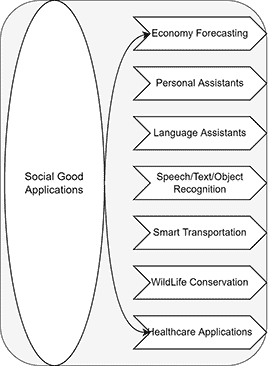 Social Good
Applications
Economy Forecasting
Personal Assistants
Language Assistants
Speech/Text/Object
Recognition
Smart Transportation
WildLife Conservation
Healthcare Applications